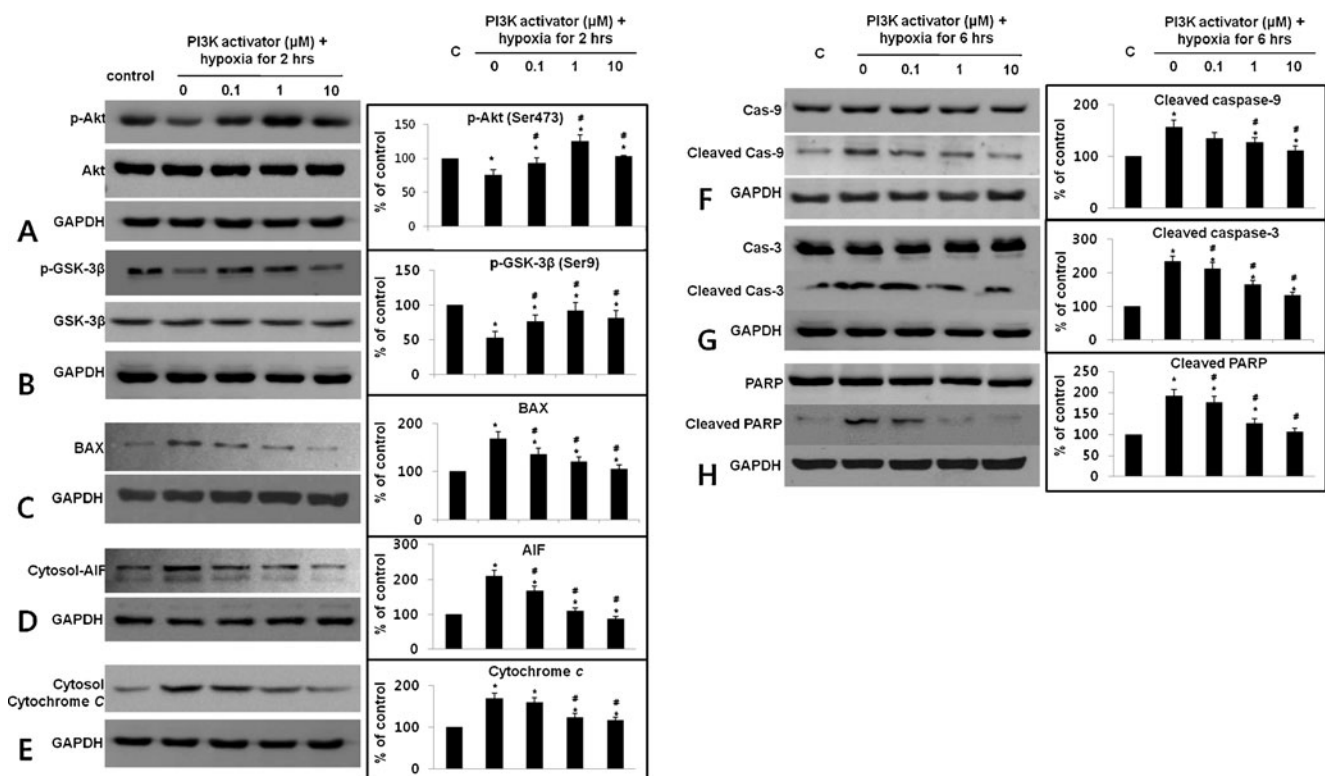 PI3K activator (µM) +
hypoxia for 2 hrs
control 0 0.1 1 10
p-Akt
Akt
GAPDH
A
p-GSK-3β
GSK-3β
GAPDH
B
BAX
GAPDH
C
Cytosol-AIF
GAPDH
D
Cytosol
Cytochrome C
GAPDH
E
PI3K activator (µM) +
hypoxia for 2 hrs
C 0 0.1 1 10
p-Akt (Ser473)
% of control
150
100
50
0
* # * # * # *
p-GSK-3β (Ser9)
% of control
150
100
50
0
* # * # * # *
BAX
% of control
200
100
0
* # * # * # *
AIF
% of control
300
200
100
0
* # * # * # *
Cytochrome c
% of control
200
100
0
* * # * # *
PI3K activator (µM) +
hypoxia for 6 hrs
C 0 0.1 1 10
Cas-9
Cleaved Cas-9
GAPDH
F
Cas-3
Cleaved Cas-3
GAPDH
G
PARP
Cleaved PARP
GAPDH
H
PI3K activator (µM) +
hypoxia for 6 hrs
C 0 0.1 1 10
Cleaved caspase-9
% of control
200
150
100
50
0
* # * # *
Cleaved caspase-3
% of control
300
200
100
0
* # * # * # *
Cleaved PARP
% of control
250
200
150
100
50
0
* # * # * #